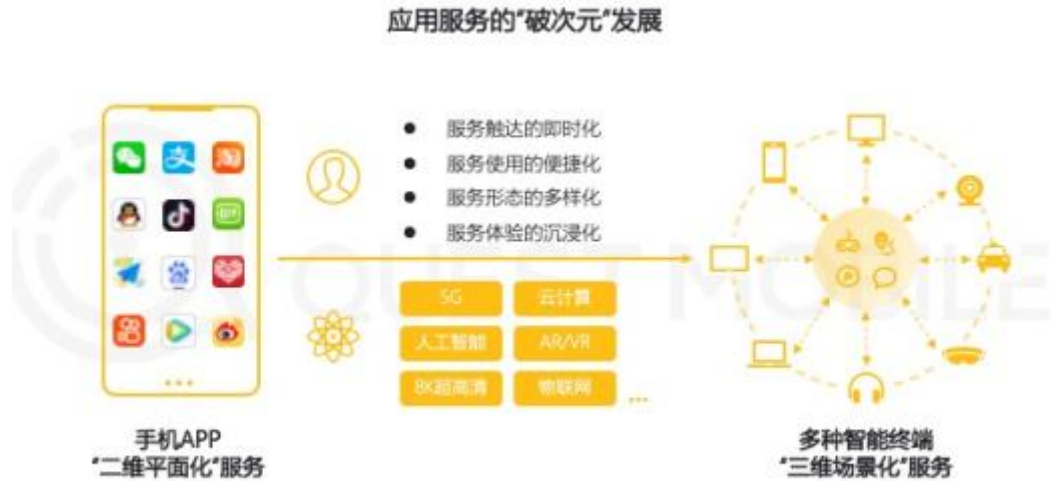 应用服务的“破次元”发展
服务触达的即时化
服务使用的便捷化
服务形态的多样化
服务体验的沉浸化
QUEST MOBILE
5G
云计算
人工智能
AR/VR
8K超高清
物联网
...
手机APP
“二维平面化”服务
多种智能终端
“三维场景化”服务